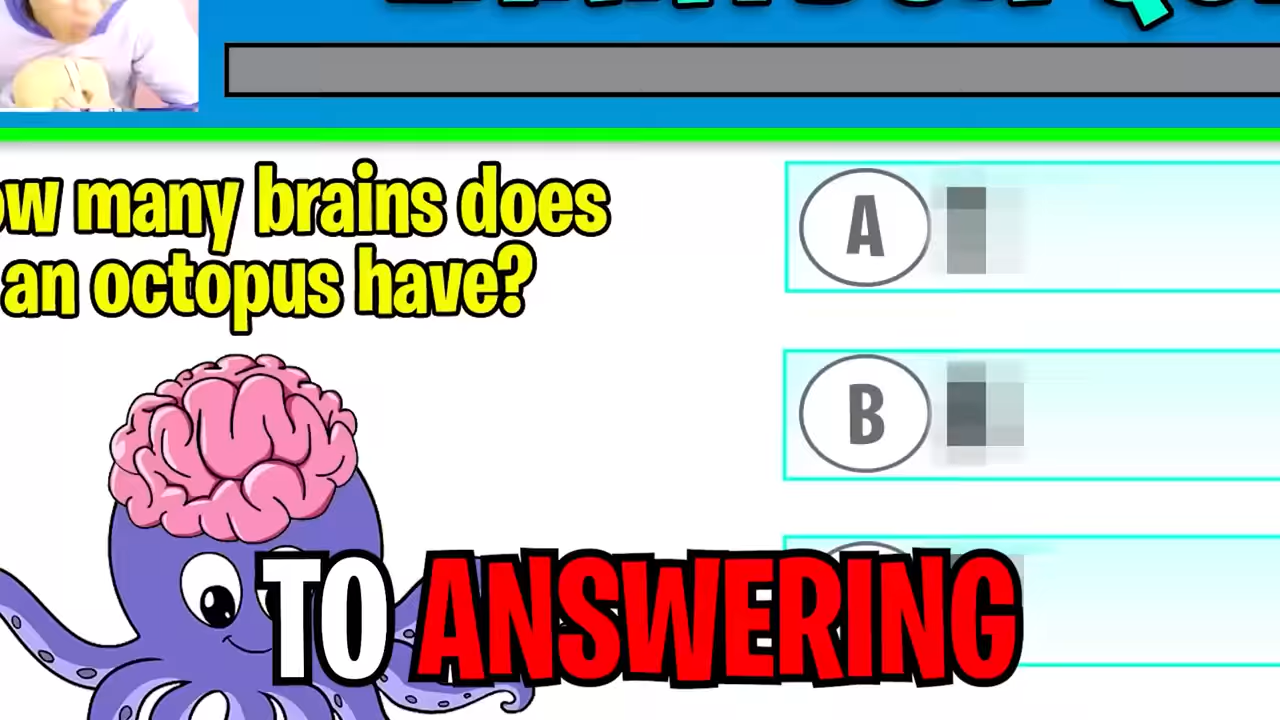 ow many brains does
an octopus have?
A
B
TO ANSWERING